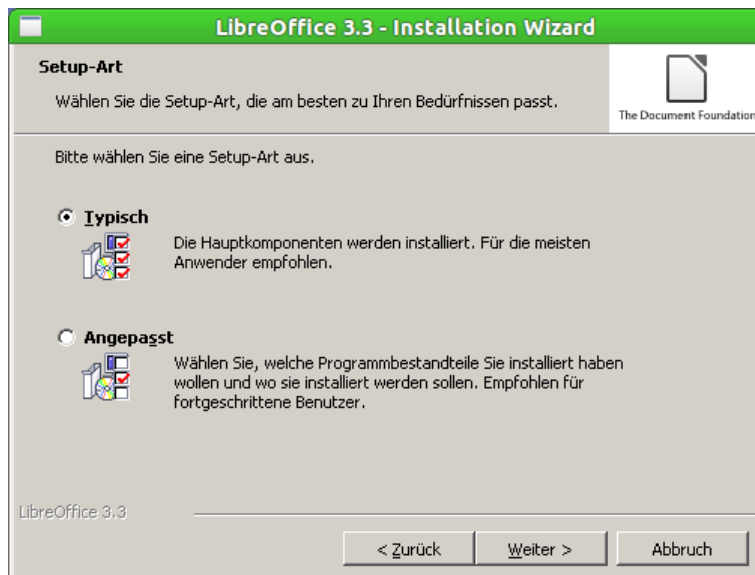 LibreOffice 3.3 - Installation Wizard
Setup-Art
Wählen Sie die Setup-Art, die am besten zu Ihren Bedürfnissen passt.
The Document Foundation
Bitte wählen Sie eine Setup-Art aus.
Typisch
Die Hauptkomponenten werden installiert. Für die meisten
Anwender empfohlen.
Angepasst
Wählen Sie, welche Programmbestandteile Sie installiert haben
wollen und wo sie installiert werden sollen. Empfohlen für
fortgeschrittene Benutzer.
LibreOffice 3.3
< Zurück
Weiter >
Abbruch